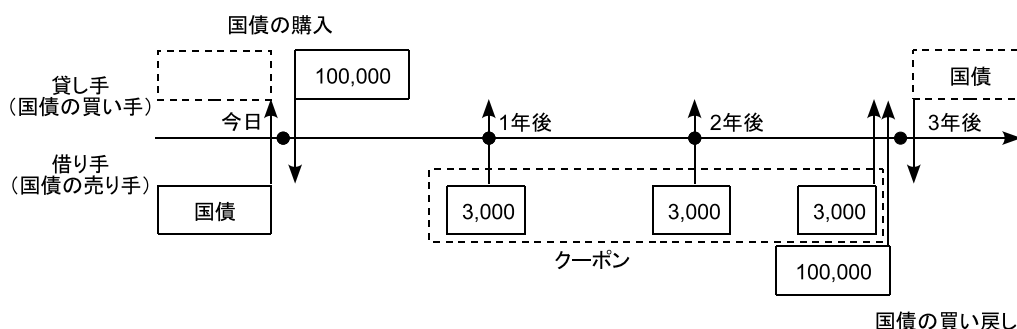 国債の購入
100,000
国債
貸し手
（国債の買い手）
今日
1年後
2年後
3年後
借り手
（国債の売り手）
国債
3,000
3,000
3,000
クーポン
100,000
国債の買い戻し